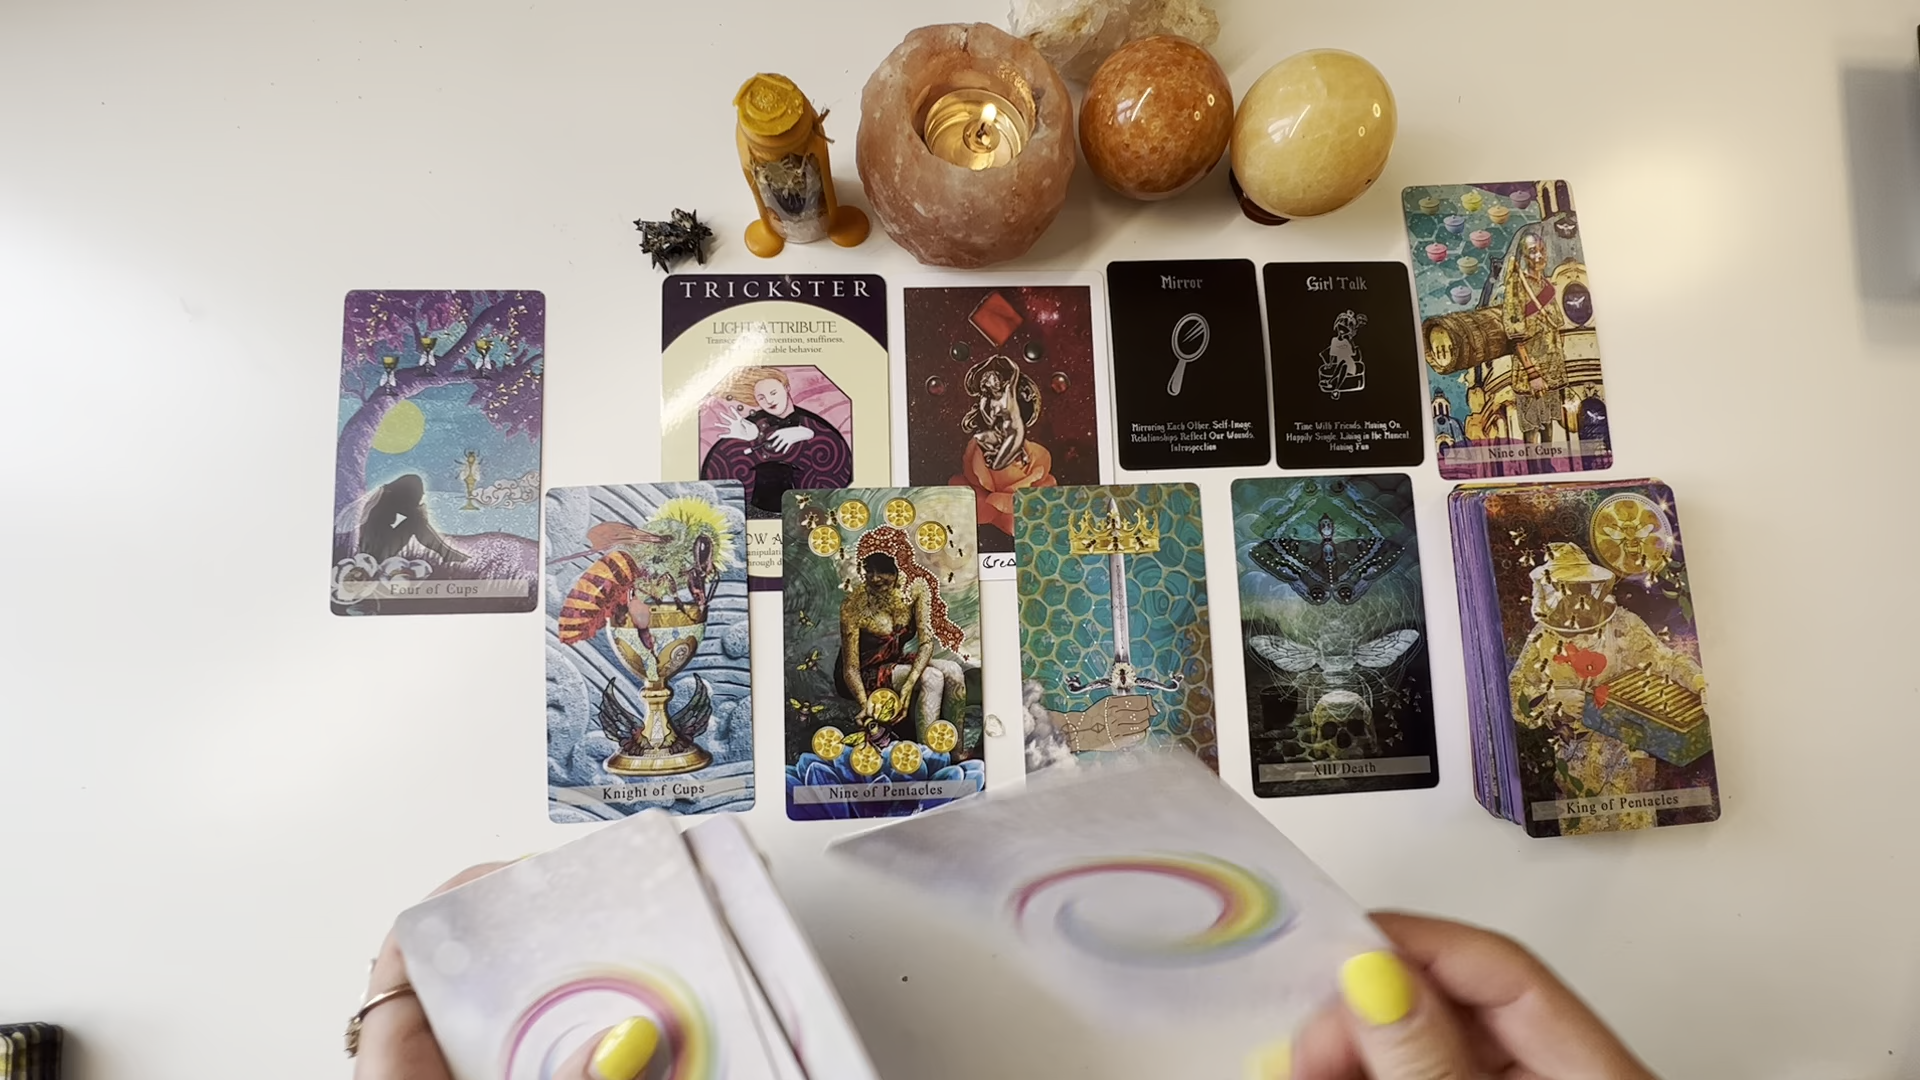 TRICKSTER
LIGHT ATTRIBUTE
stuffiness,
behavior.
Mirror
Mirroring Each Other. Self-Image.
Relationships Reflect Our Wounds.
Introspection
Girl Talk
Time With Friends. Moving On.
Happily Single. Living in the Moment.
Having Fun
Nine of Cups
Four of Cups
Knight of Cups
Nine of Pentacles
XIII Death
King of Pentacles